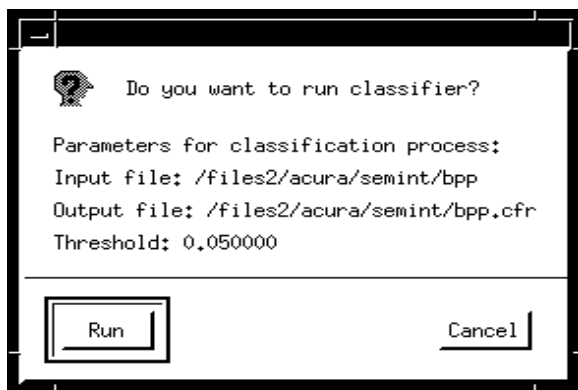 Do you want to run classifier?
Parameters for classification process:
Input file: /files2/acura/semint/bpp
Output file: /files2/acura/semint/bpp.cfr
Threshold: 0.050000
Run
Cancel